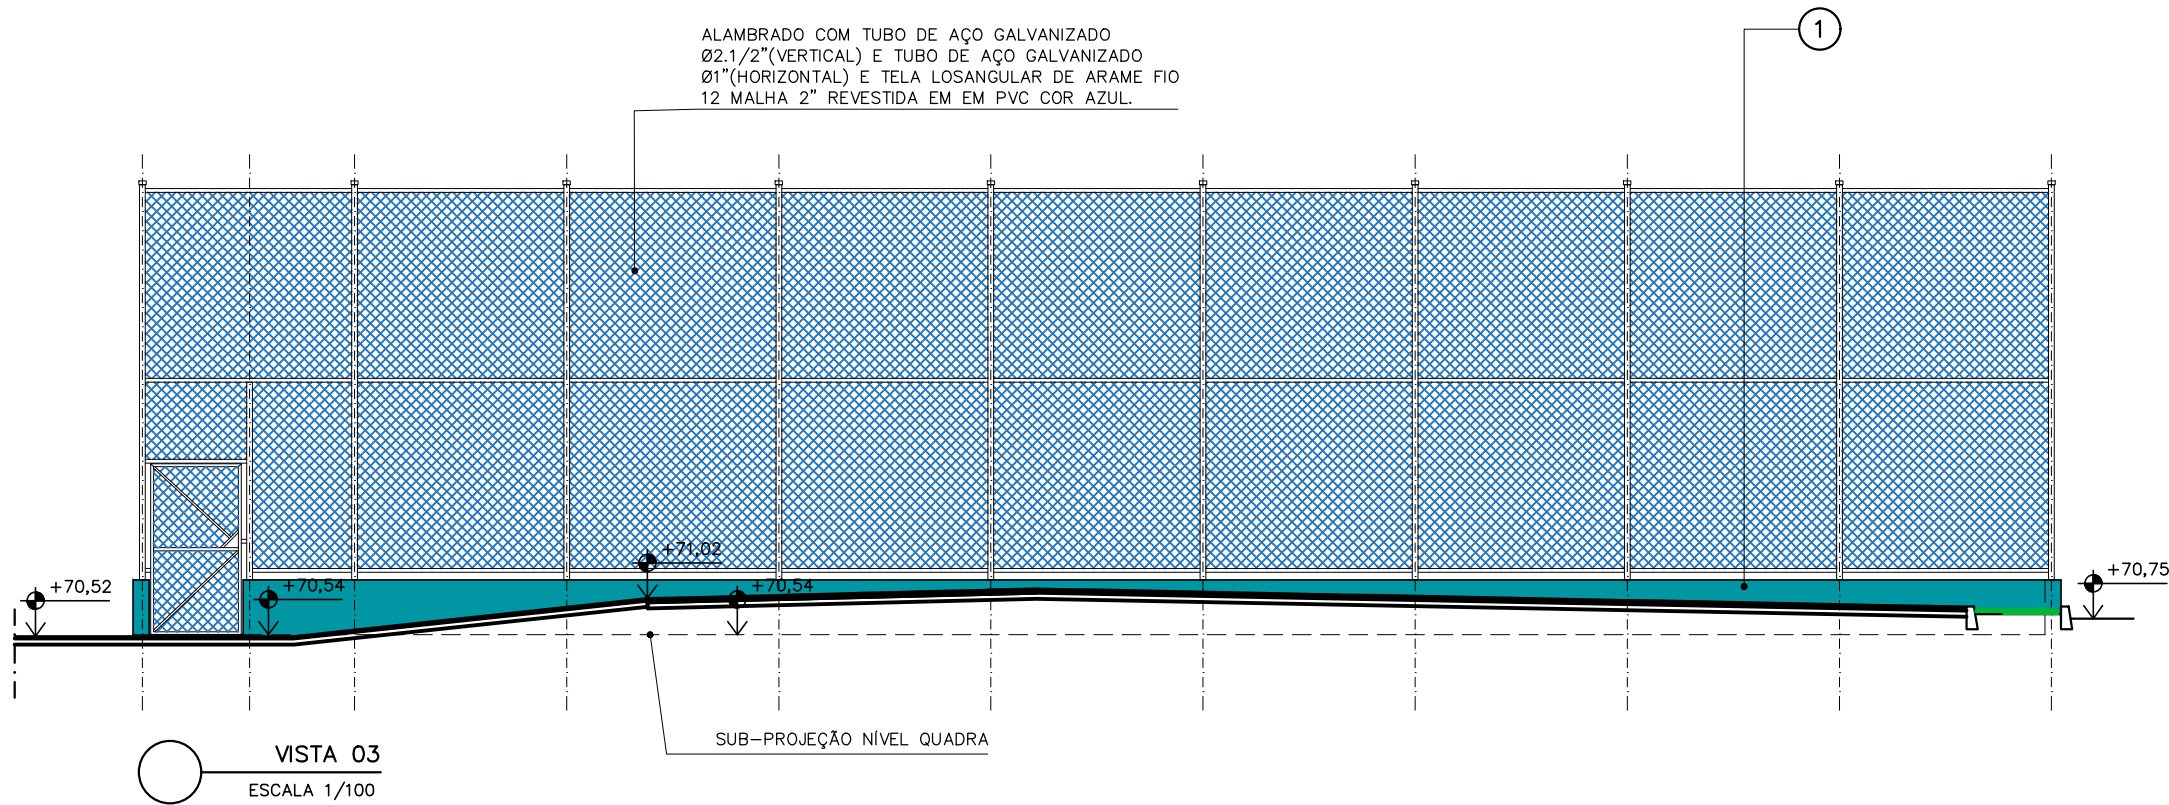 ALAMBRADO COM TUBO DE AÇO GALVANIZADO
Ø2.1/2”(VERTICAL) E TUBO DE AÇO GALVANIZADO
Ø1”(HORIZONTAL) E TELA LOSANGULAR DE ARAME FIO
12 MALHA 2” REVESTIDA EM EM PVC COR AZUL.
1
+71,02
+70,52
+70,54
+70,54
+70,75
SUB-PROJEÇÃO NÍVEL QUADRA
VISTA 03
ESCALA 1/100